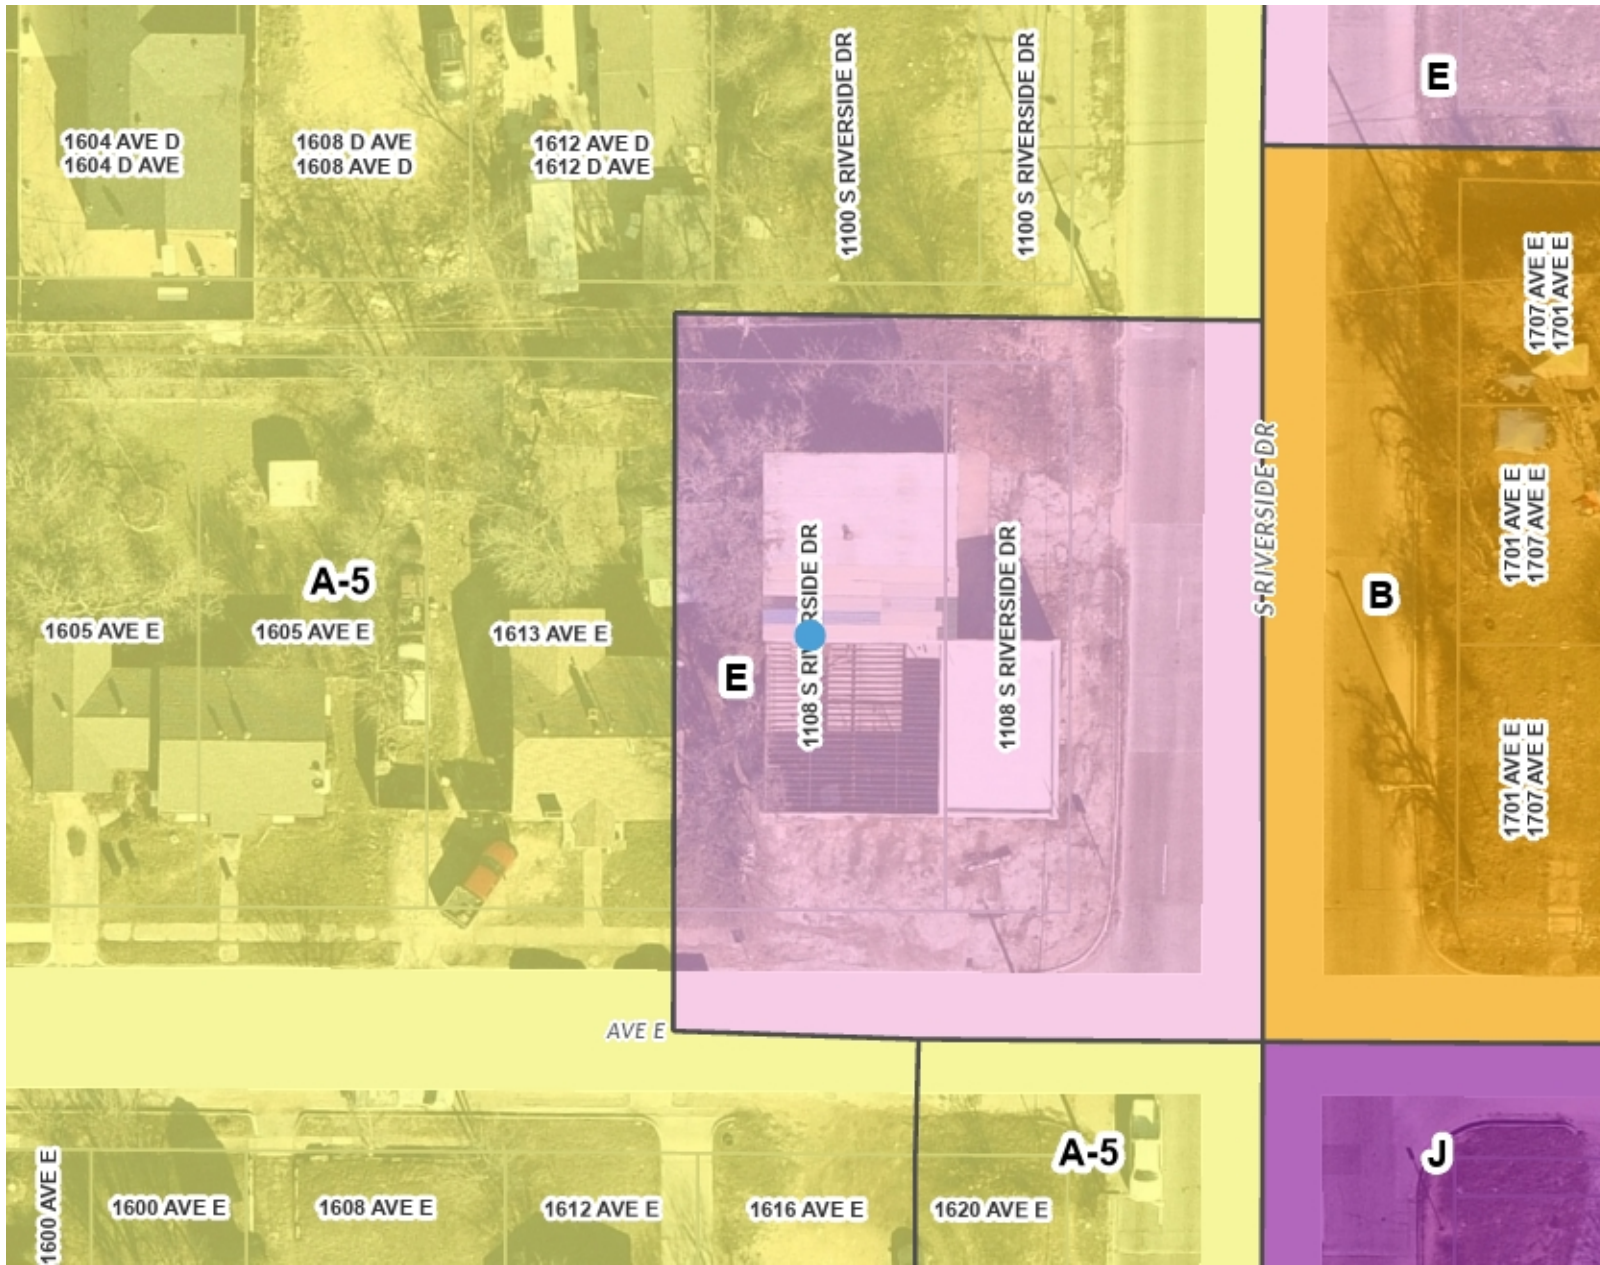 E
1604 AVE D
1604 D AVE
1608 D AVE
1608 AVE D
1612 AVE D
1612 D AVE
1100 S RIVERSIDE DR
1100 S RIVERSIDE DR
1707 AVE E
1701 AVE E
S RIVERSIDE DR
1701 AVE E
1707 AVE E
A-5
B
1605 AVE E
1605 AVE E
1613 AVE E
1108 S RIVERSIDE DR
1108 S RIVERSIDE DR
E
1701 AVE E
1707 AVE E
AVE E
A-5
J
1600 AVE E
1600 AVE E
1608 AVE E
1612 AVE E
1616 AVE E
1620 AVE E